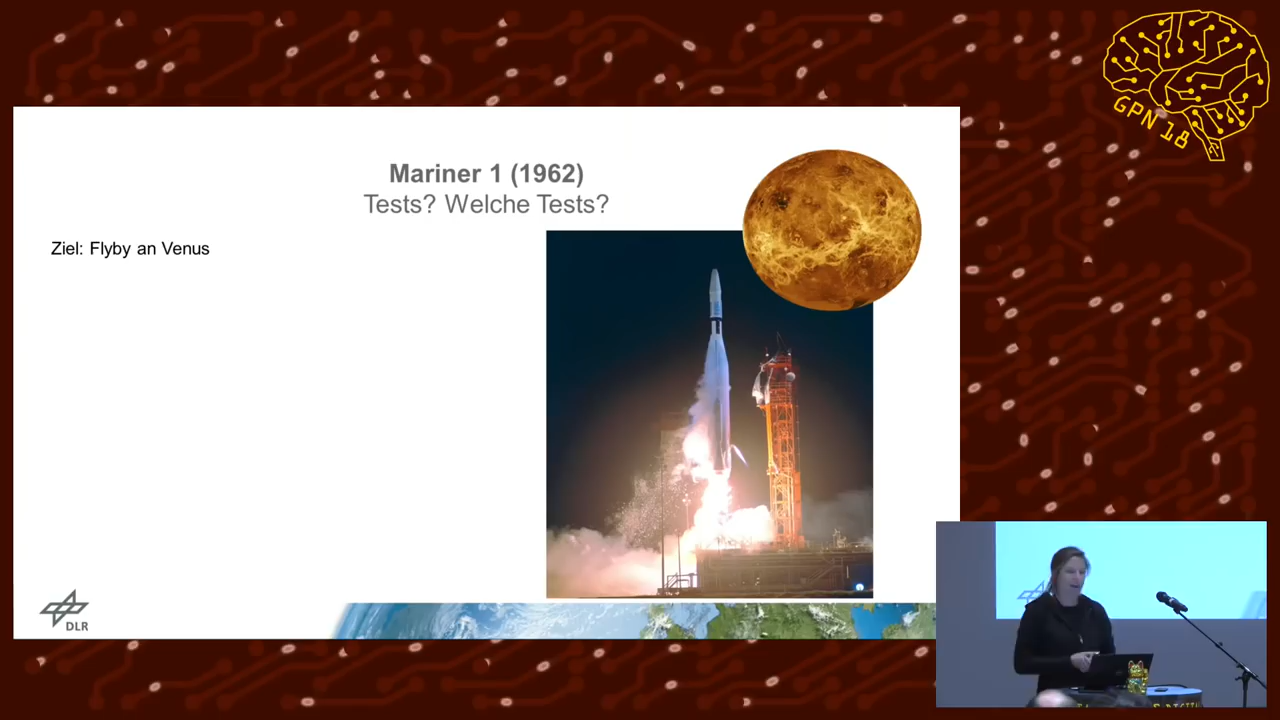 GPN 18
Mariner 1 (1962)
Tests? Welche Tests?
Ziel: Flyby an Venus
DLR